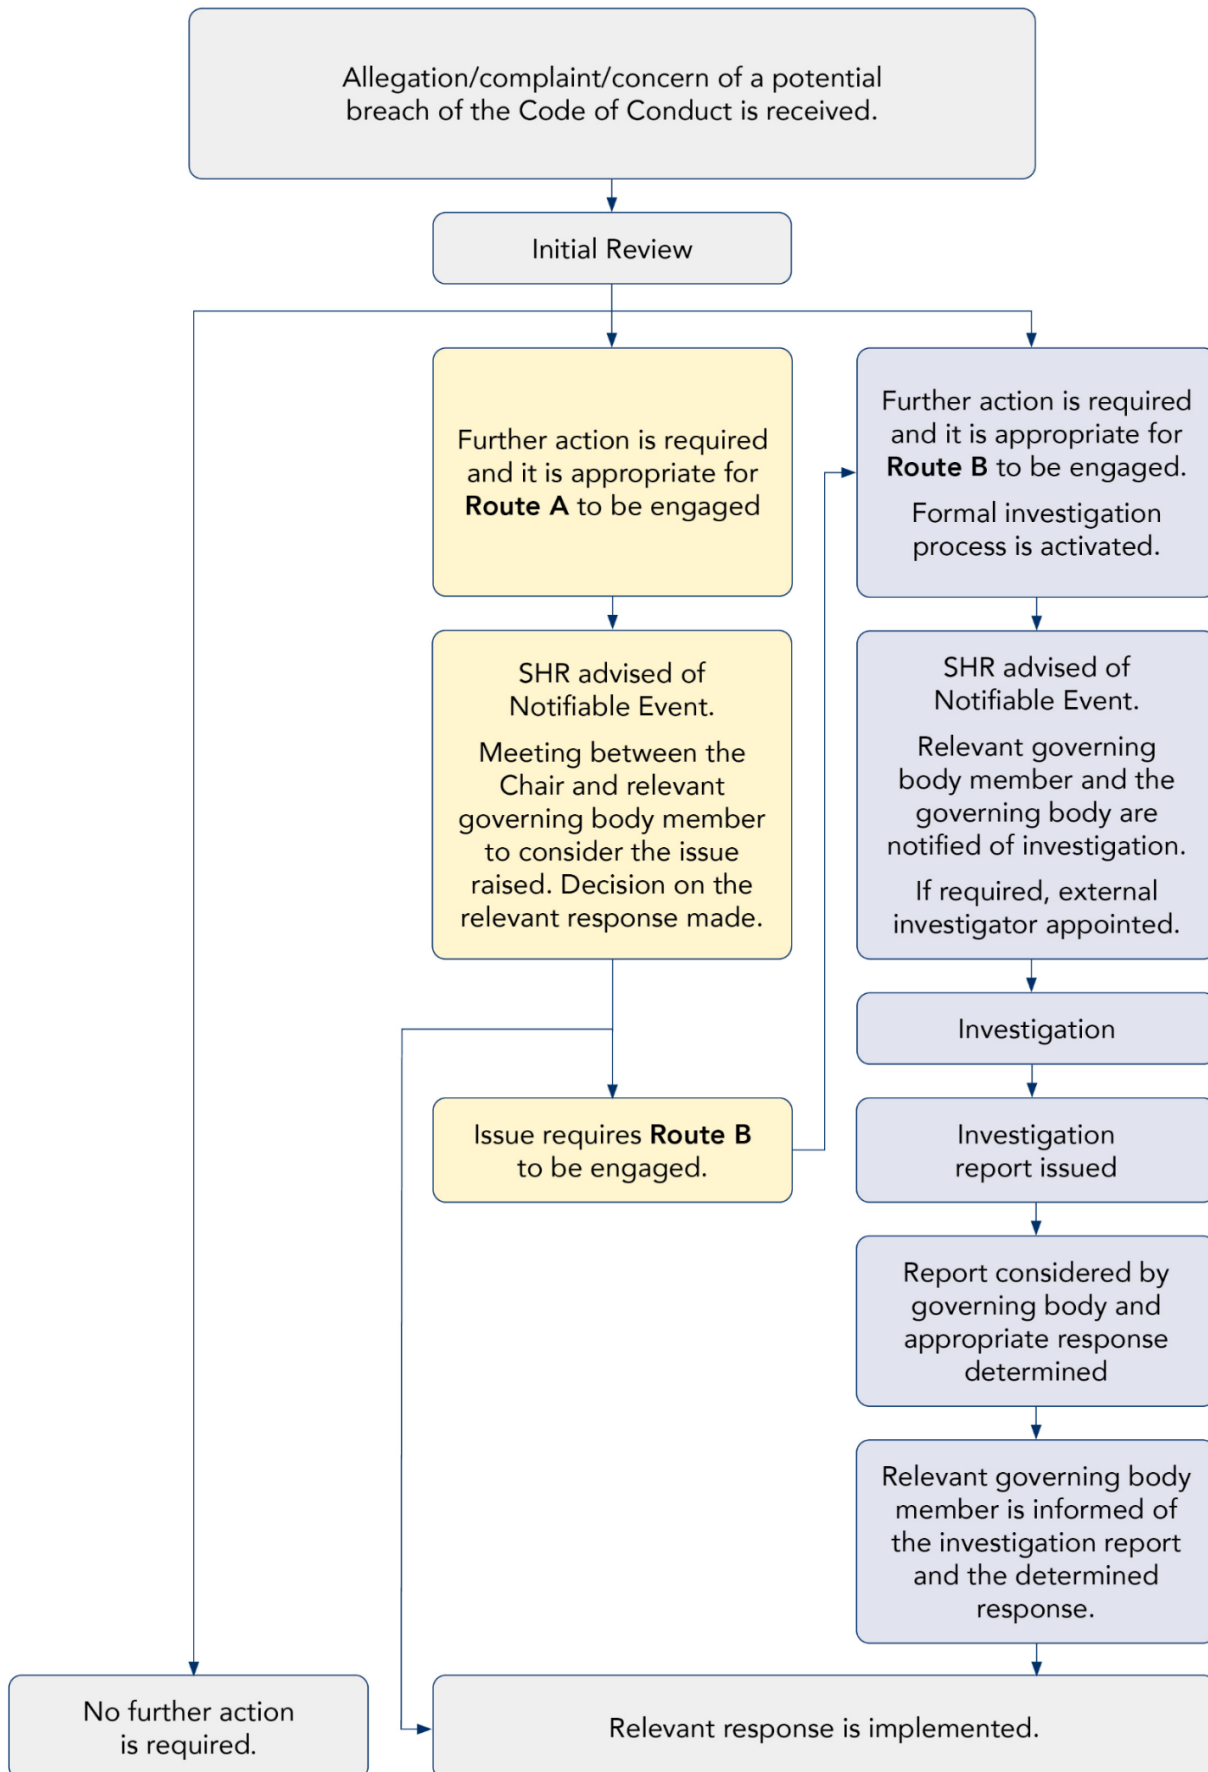 Allegation/complaint/concern of a potential
breach of the Code of Conduct is received.
Initial Review
Further action is required
and it is appropriate for
Route A to be engaged
SHR advised of
Notifiable Event.
Meeting between the
Chair and relevant
governing body member
to consider the issue
raised. Decision on the
relevant response made.
Issue requires Route B
to be engaged.
Further action is required
and it is appropriate for
Route B to be engaged.
Formal investigation
process is activated.
SHR advised of
Notifiable Event.
Relevant governing
body member and the
governing body are
notified of investigation.
If required, external
investigator appointed.
Investigation
Investigation
report issued
Report considered by
governing body and
appropriate response
determined
Relevant governing body
member is informed of
the investigation report
and the determined
response.
No further action
is required.
Relevant response is implemented.